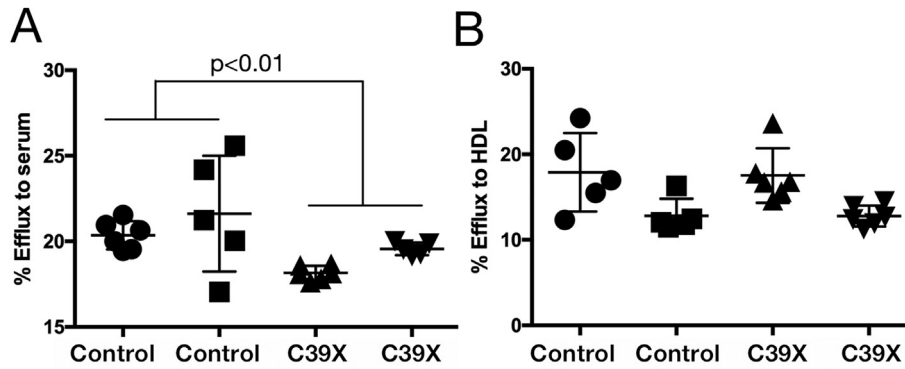 A
p<0.01
% Efflux to serum
30
25
20
15
Control Control C39X C39X
B
% Efflux to HDL
30
20
10
0
Control Control C39X C39X